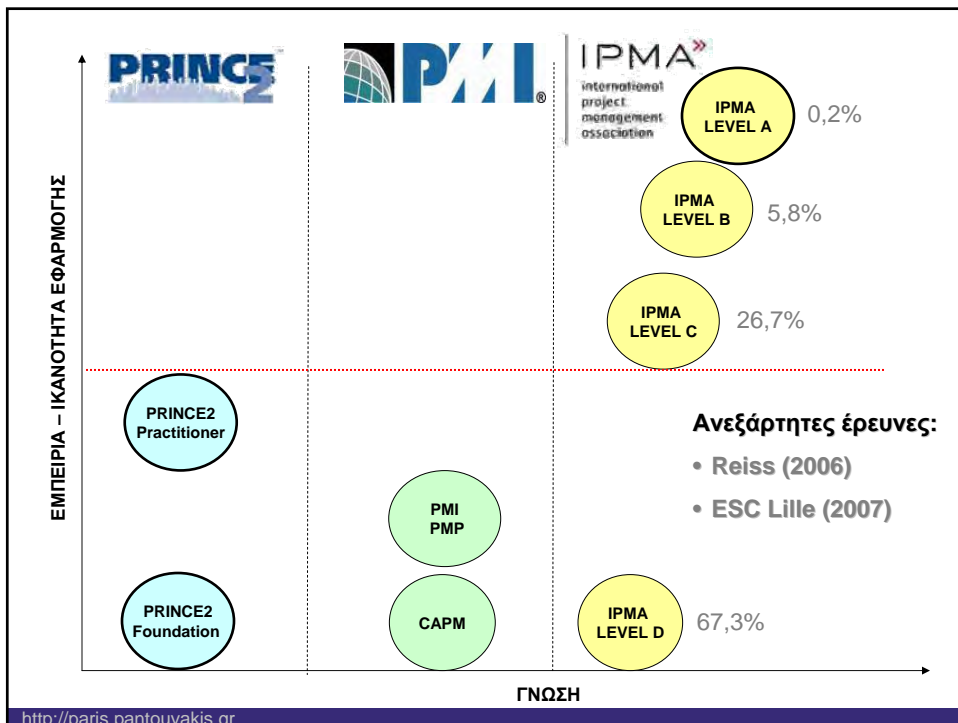 PRINCE2
PMI®
IPMA»
international
project
management
association
IPMA
LEVEL A
0,2%
IPMA
LEVEL B
5,8%
IPMA
LEVEL C
26,7%
ΕΜΠΕΙΡΙΑ – ΙΚΑΝΟΤΗΤΑ ΕΦΑΡΜΟΓΗΣ
PRINCE2
Practitioner
Ανεξάρτητες έρευνες:
• Reiss (2006)
• ESC Lille (2007)
PMI
PMP
PRINCE2
Foundation
CAPM
IPMA
LEVEL D
67,3%
ΓΝΩΣΗ
http://paris.pantouvakis.gr